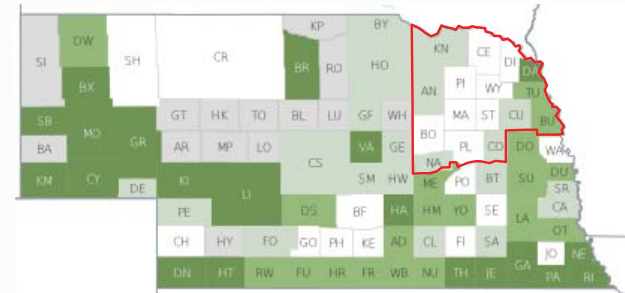 KP BY
SI DW SH CR BR RO HO KN CE DI DA
BX AN PI WY TU
SB MO GR GT HK TO BL LU GF WH MA ST CU BU
BA AR MP LO CS VA GE BO PL CO DO WA
KM CY DE KI LI SM HW NA ME PO BT SU DU
PE DS BF HA HM YO SE LA SR CA
CH HY FO GO PH KE AD CL FI SA OT
DN HT RW FU HR FR WB NU TH JE GA JO NE
PA RI